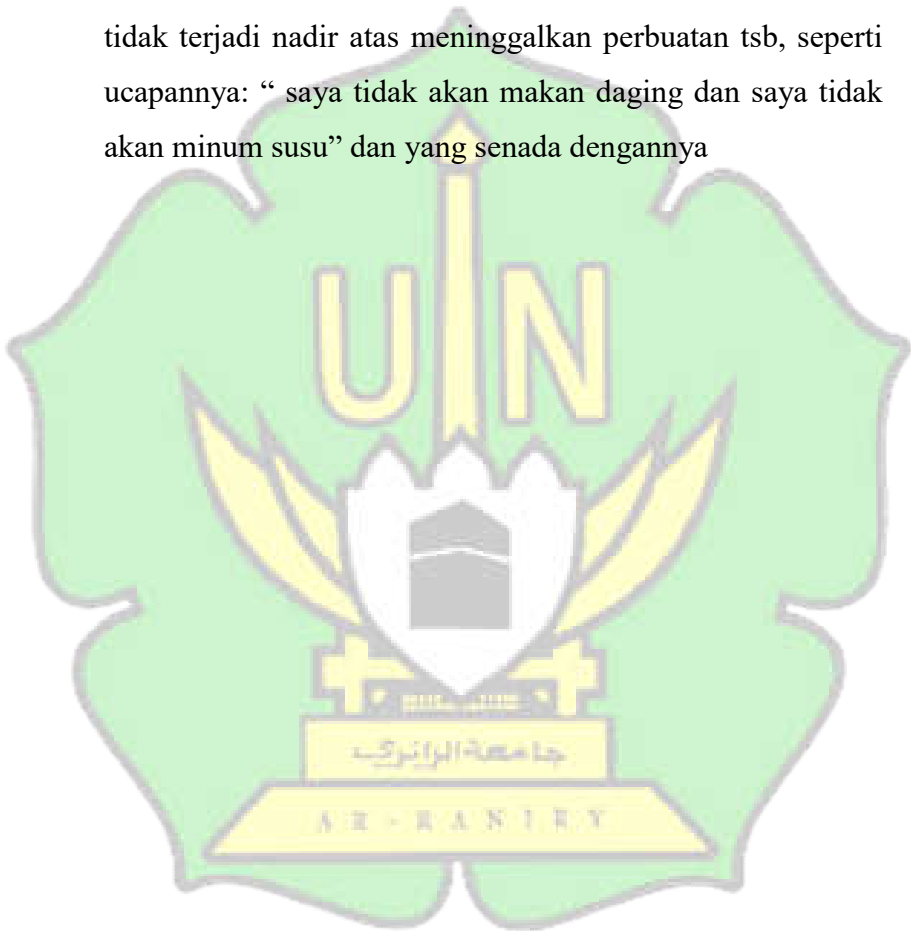 tidak terjadi nadir atas meninggalkan perbuatan tsb, seperti
ucapannya: “ saya tidak akan makan daging dan saya tidak
akan minum susu” dan yang senada dengannya
UIN
جامعة الرانري
AR - RANIRY